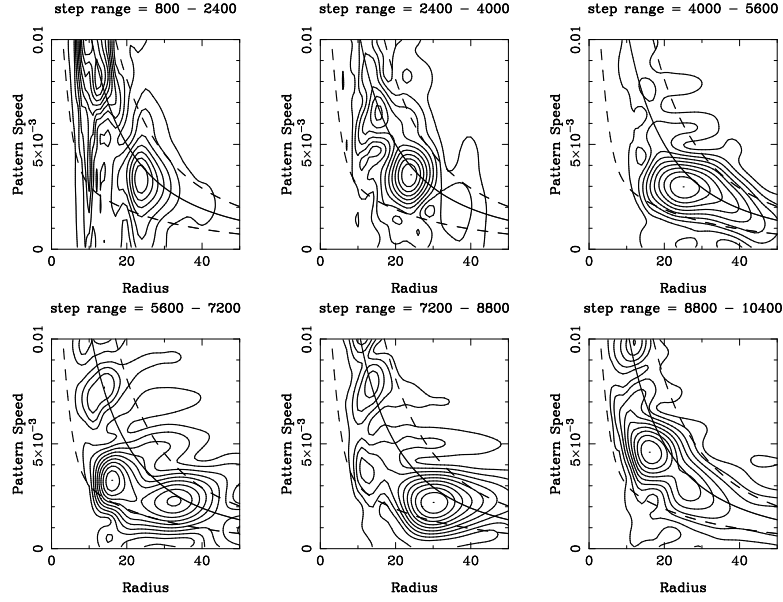 step range = 800 − 2400
step range = 2400 − 4000
step range = 4000 − 5600
0.01
0.01
0.01
Pattern Speed
Pattern Speed
Pattern Speed
5×10⁻³
5×10⁻³
5×10⁻³
0
0
0
0 20 40
0 20 40
0 20 40
Radius
Radius
Radius
step range = 5600 − 7200
step range = 7200 − 8800
step range = 8800 − 10400
0.01
0.01
0.01
Pattern Speed
Pattern Speed
Pattern Speed
5×10⁻³
5×10⁻³
5×10⁻³
0
0
0
0 20 40
0 20 40
0 20 40
Radius
Radius
Radius